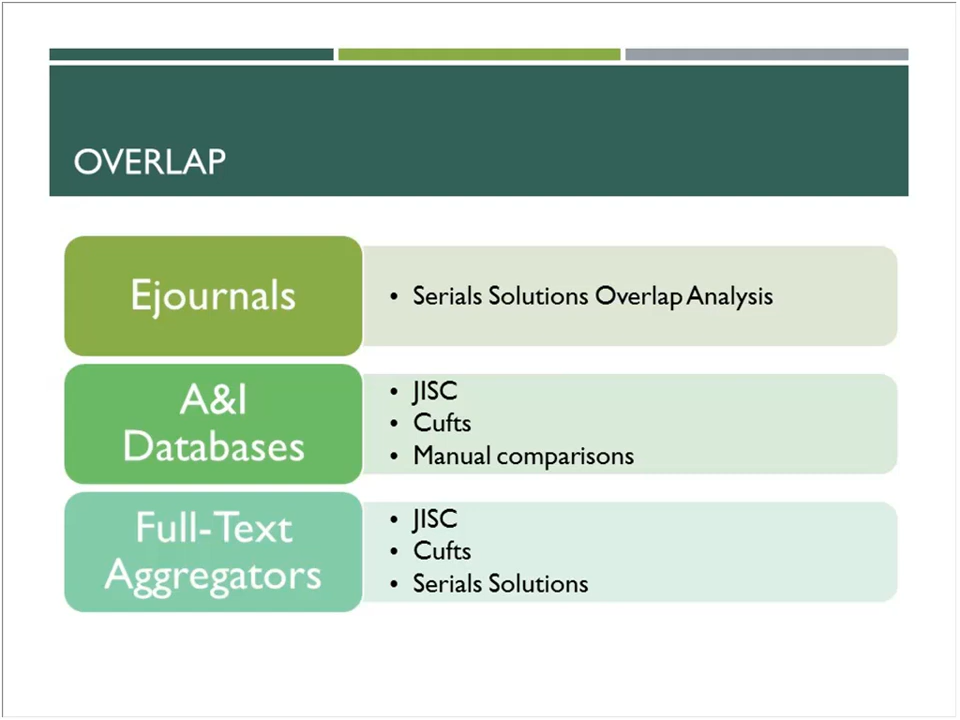 OVERLAP
Ejournals
• Serials Solutions Overlap Analysis
A&I
Databases
• JISC
• Cufts
• Manual comparisons
Full-Text
Aggregators
• JISC
• Cufts
• Serials Solutions